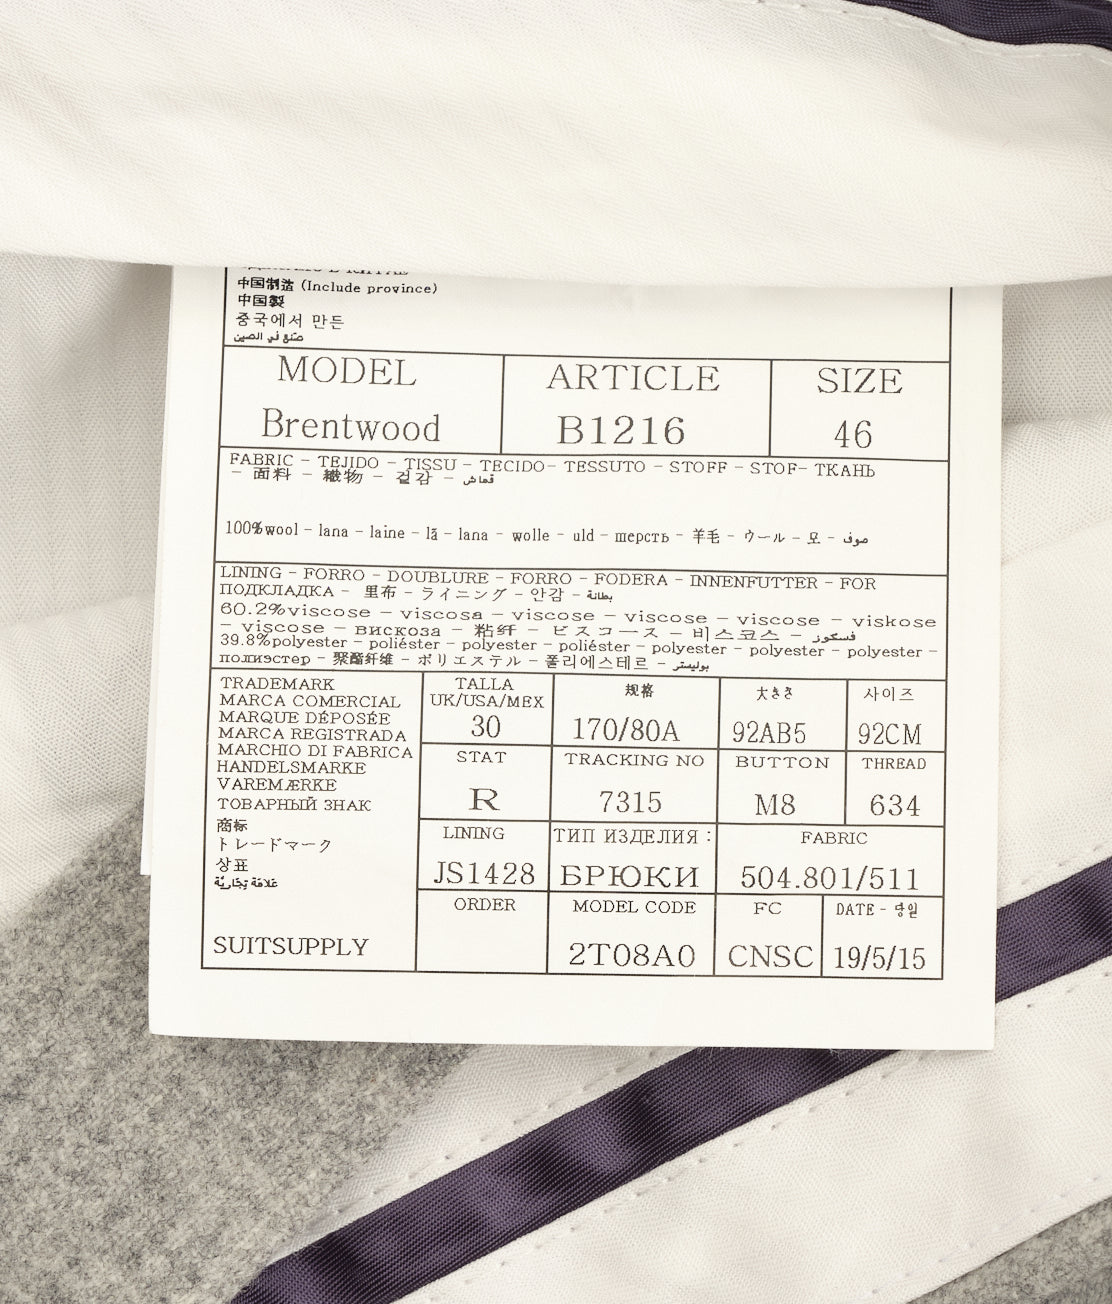 中国制造 (Include province)
中国製
중국에서 만든
صنع في الصين
MODEL ARTICLE SIZE
Brentwood B1216 46
FABRIC - TEJIDO - TISSU - TECIDO- TESSUTO - STOFF - STOF- ТКАНЬ
- 面料 - 織物 - 겉감 - قماش
100%wool - lana - laine - lã - lana - wolle - uld - шерсть - 羊毛 - ウール - 모 - صوف
LINING - FORRO - DOUBLURE - FORRO - FODERA - INNENFUTTER - FOR
ПОДКЛАДКА - 里布 - ライニング - 안감 - بطانة
60.2%viscose - viscosa - viscose - viscose - viscose - viskose
- viscose - вискоза - 粘纤 - ビスコース - 비스코스 - فسكوز
39.8%polyester - poliéster - polyester - poliéster - polyester - polyester - polyester -
полиэстер - 聚酯纤维 - ポリエステル - 폴리에스테르 - بوليستر
TRADEMARK
MARCA COMERCIAL
MARQUE DÉPOSÉE
MARCA REGISTRADA
MARCHIO DI FABRICA
HANDELSMARKE
VAREMÆRKE
ТОВАРНЫЙ ЗНАК
商标
トレードマーク
상표
علامة تجارية
SUITSUPPLY
TALLA 规格 大きさ 사이즈
UK/USA/MEX
30 170/80A 92AB5 92CM
STAT TRACKING NO BUTTON THREAD
R 7315 M8 634
LINING ТИП ИЗДЕЛИЯ : FABRIC
JS1428 БРЮКИ 504.801/511
ORDER MODEL CODE FC DATE -
2T08A0 CNSC 19/5/15